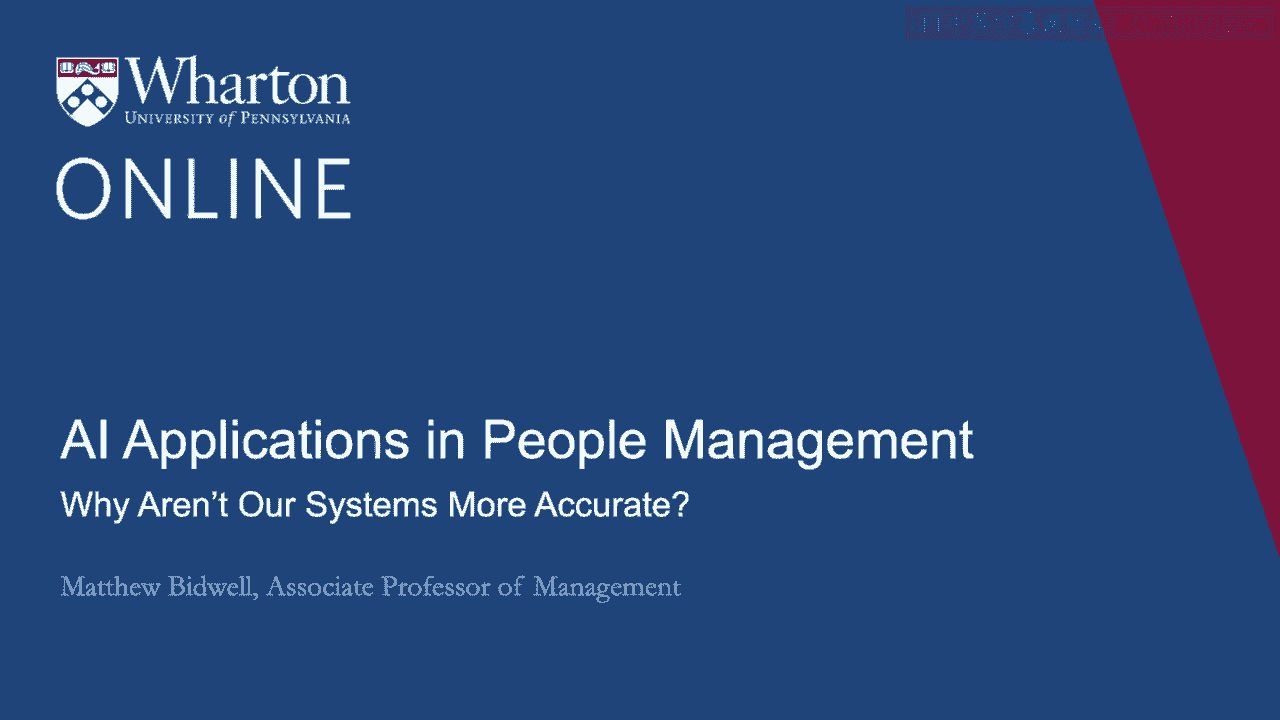 Wharton
UNIVERSITY of PENNSYLVANIA
ONLINE
AI Applications in People Management
Why Aren’t Our Systems More Accurate?
Matthew Bidwell, Associate Professor of Management